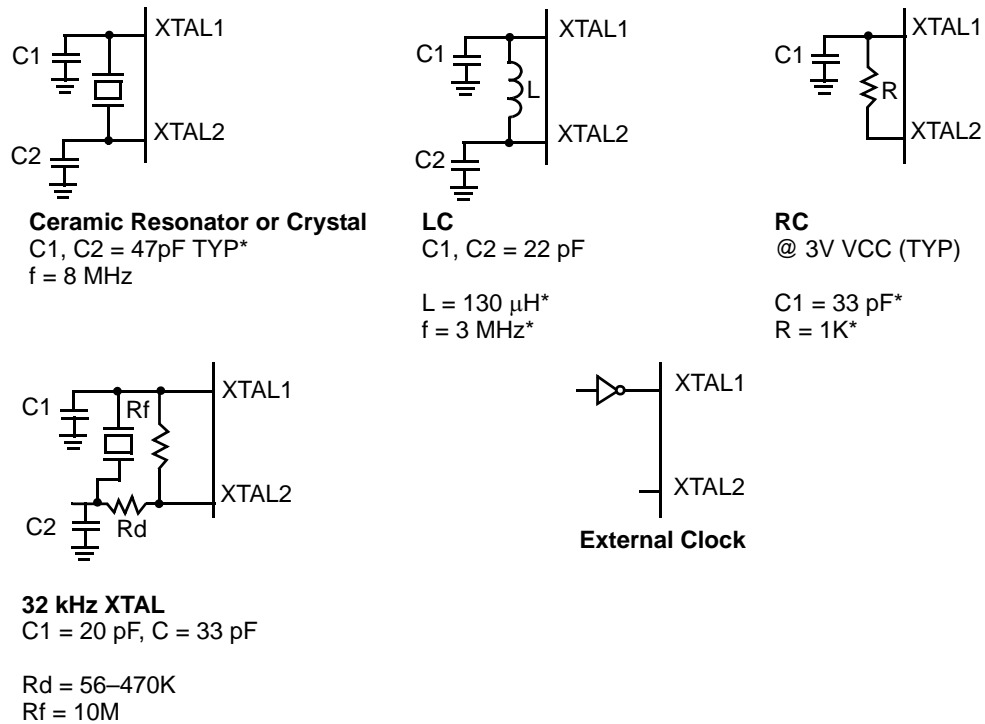 XTAL1
C1
XTAL2
C2
Ceramic Resonator or Crystal
C1, C2 = 47pF TYP*
f = 8 MHz
XTAL1
C1
L
XTAL2
C2
LC
C1, C2 = 22 pF
L = 130 μH*
f = 3 MHz*
XTAL1
C1
R
XTAL2
RC
@ 3V VCC (TYP)
C1 = 33 pF*
R = 1K*
XTAL1
C1
Rf
XTAL2
C2
Rd
32 kHz XTAL
C1 = 20 pF, C = 33 pF
Rd = 56–470K
Rf = 10M
XTAL1
XTAL2
External Clock